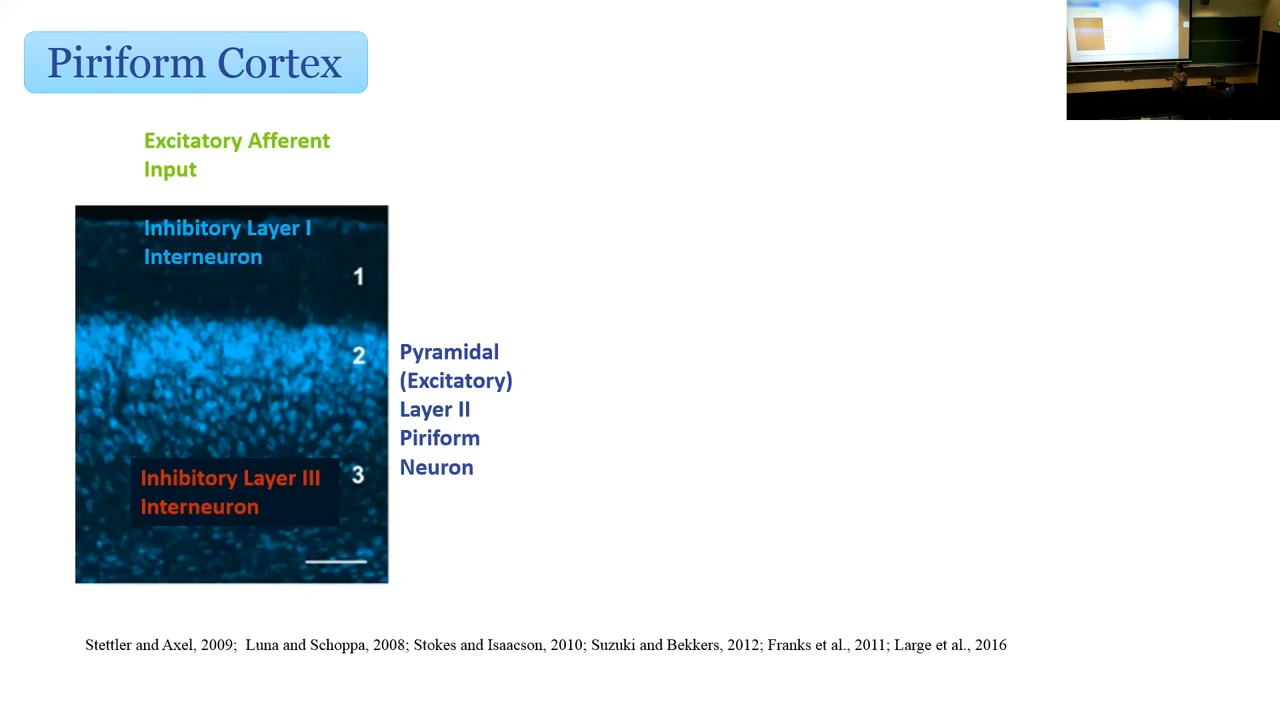 Piriform Cortex
Excitatory Afferent
Input
Inhibitory Layer I
Interneuron
1
2
Pyramidal
(Excitatory)
Layer II
Piriform
Neuron
Inhibitory Layer III
Interneuron
3
Stettler and Axel, 2009;  Luna and Schoppa, 2008; Stokes and Isaacson, 2010; Suzuki and Bekkers, 2012; Franks et al., 2011; Large et al., 2016